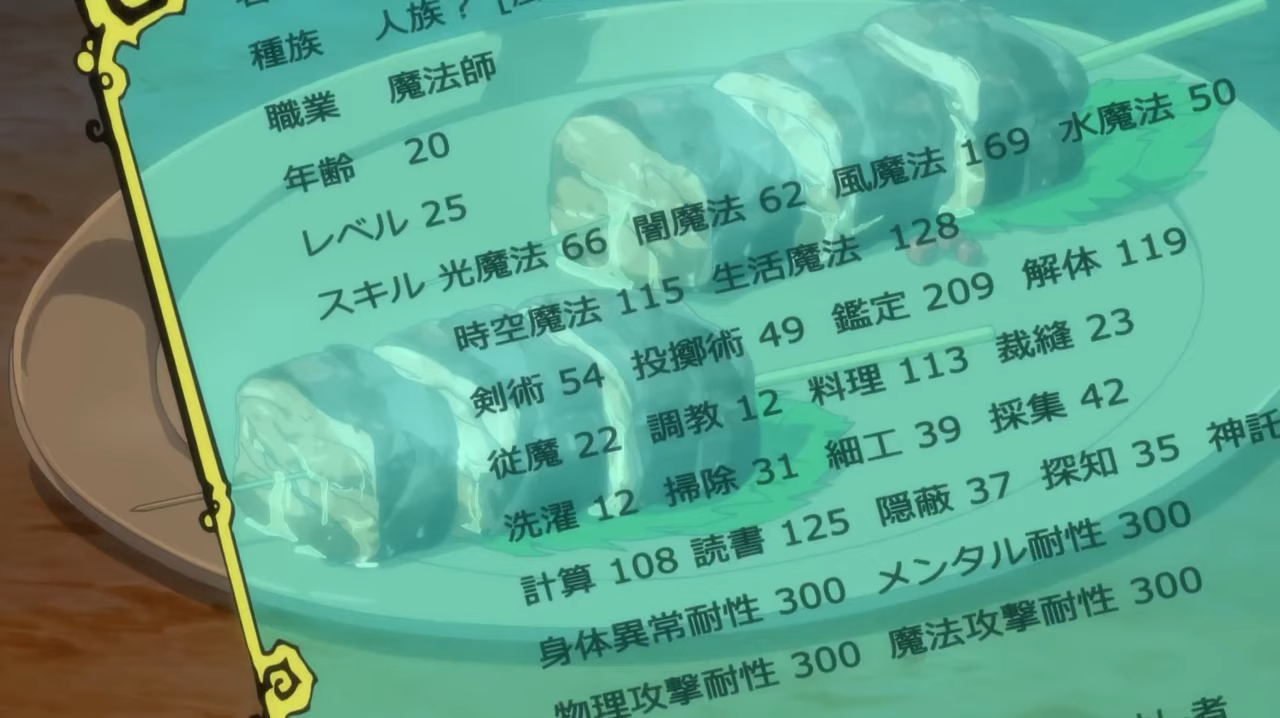 種族 人族？
職業 魔法師
年齢 20
レベル 25
スキル 光魔法 66 闇魔法 62 風魔法 169 水魔法 50
時空魔法 115 生活魔法 128
剣術 54 投擲術 49 鑑定 209 解体 119
従魔 22 調教 12 料理 113 裁縫 23
洗濯 12 掃除 31 細工 39 採集 42
計算 108 読書 125 隠蔽 37 探知 35 神託
身体異常耐性 300 メンタル耐性 300
物理攻撃耐性 300 魔法攻撃耐性 300
者